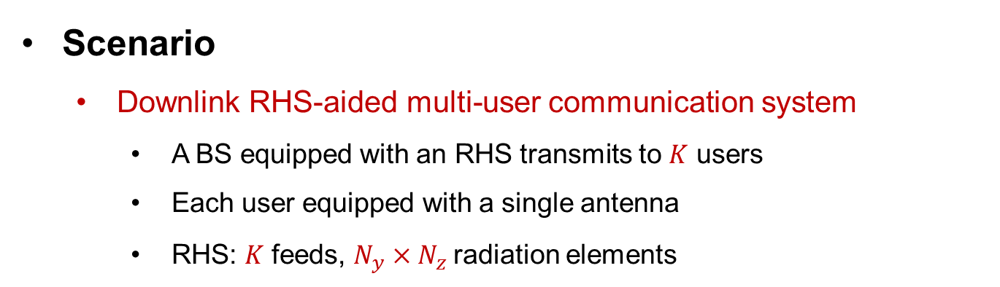 • Scenario
• Downlink RHS-aided multi-user communication system
• A BS equipped with an RHS transmits to K users
• Each user equipped with a single antenna
• RHS: K feeds, N_y × N_z radiation elements